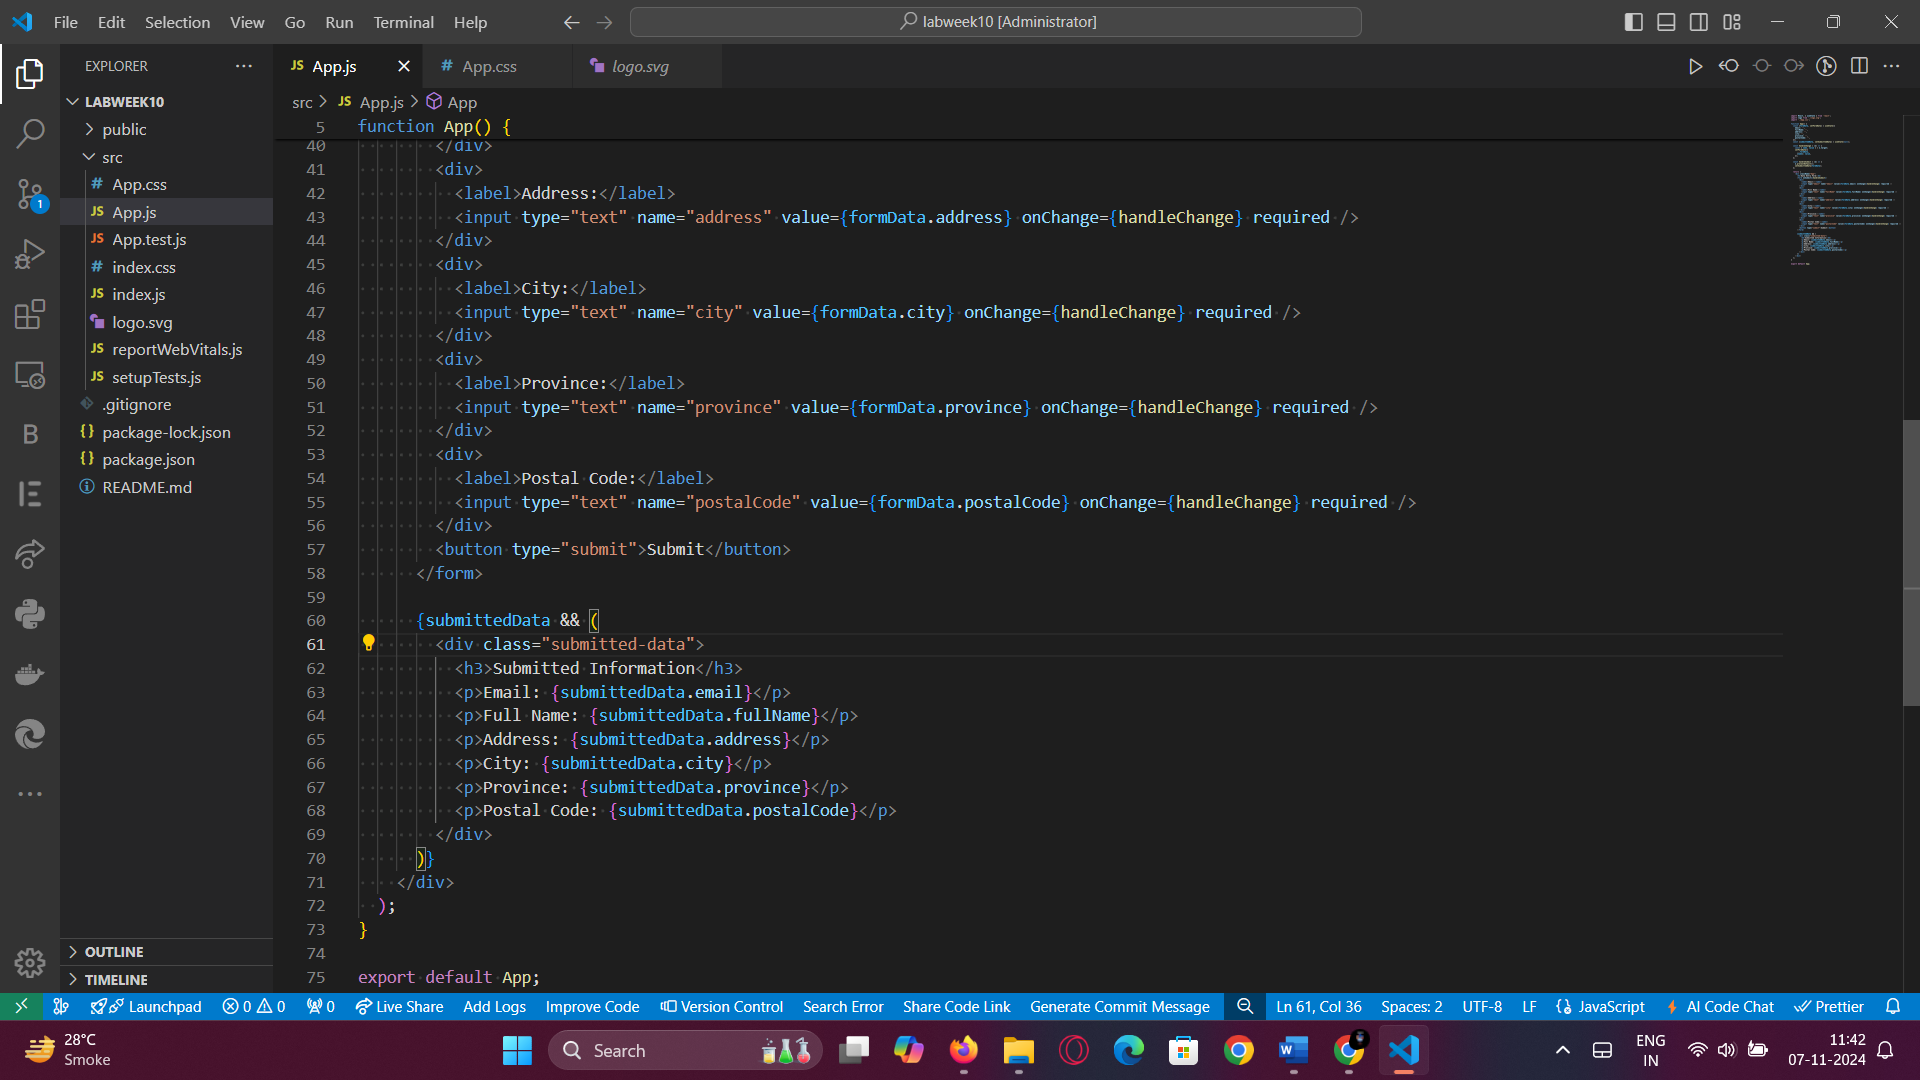 File Edit Selection View Go Run Terminal Help
labweek10 [Administrator]
EXPLORER
LABWEEK10
public
src
# App.css
JS App.js
JS App.test.js
# index.css
JS index.js
logo.svg
JS reportWebVitals.js
JS setupTests.js
.gitignore
{} package-lock.json
{} package.json
README.md
OUTLINE
TIMELINE
JS App.js
# App.css
logo.svg
src > JS App.js > App
5 function App() {
40 </div>
41 <div>
42 <label>Address:</label>
43 <input type="text" name="address" value={formData.address} onChange={handleChange} required />
44 </div>
45 <div>
46 <label>City:</label>
47 <input type="text" name="city" value={formData.city} onChange={handleChange} required />
48 </div>
49 <div>
50 <label>Province:</label>
51 <input type="text" name="province" value={formData.province} onChange={handleChange} required />
52 </div>
53 <div>
54 <label>Postal Code:</label>
55 <input type="text" name="postalCode" value={formData.postalCode} onChange={handleChange} required />
56 </div>
57 <button type="submit">Submit</button>
58 </form>
59
60 {submittedData && (
61 <div class="submitted-data">
62 <h3>Submitted Information</h3>
63 <p>Email: {submittedData.email}</p>
64 <p>Full Name: {submittedData.fullName}</p>
65 <p>Address: {submittedData.address}</p>
66 <p>City: {submittedData.city}</p>
67 <p>Province: {submittedData.province}</p>
68 <p>Postal Code: {submittedData.postalCode}</p>
69 </div>
70 )}
71 </div>
72 );
73 }
74
75 export default App;
1
B
Launchpad 0 0 0 Live Share Add Logs Improve Code Version Control Search Error Share Code Link Generate Commit Message Ln 61, Col 36 Spaces: 2 UTF-8 LF {} JavaScript AI Code Chat Prettier
28°C
Smoke
Search
ENG
IN
11:42
07-11-2024